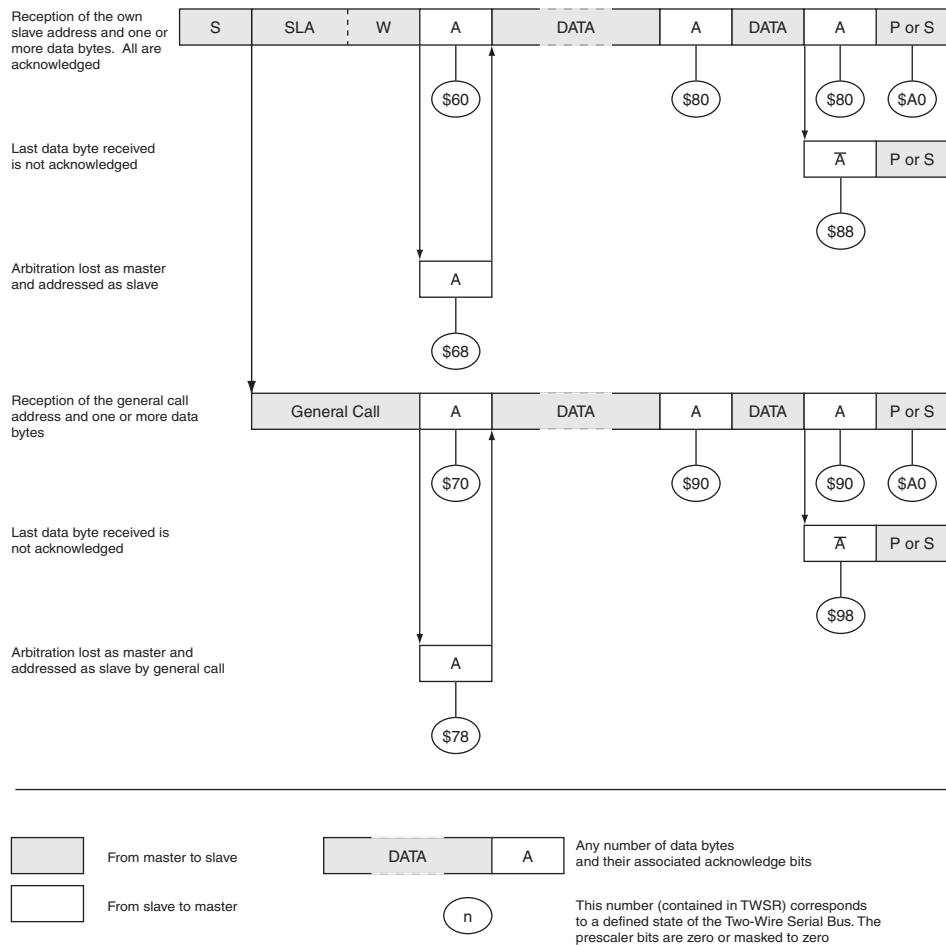 Reception of the own
slave address and one or
more data bytes. All are
acknowledged
S SLA W A DATA A DATA A P or S
$60 $80 $80 $A0
Last data byte received
is not acknowledged
A̅ P or S
$88
Arbitration lost as master
and addressed as slave
A
$68
Reception of the general call
address and one or more data
bytes
General Call A DATA A DATA A P or S
$70 $90 $90 $A0
Last data byte received is
not acknowledged
A̅ P or S
$98
Arbitration lost as master and
addressed as slave by general call
A
$78
From master to slave
DATA A
Any number of data bytes
and their associated acknowledge bits
From slave to master
n
This number (contained in TWSR) corresponds
to a defined state of the Two-Wire Serial Bus. The
prescaler bits are zero or masked to zero